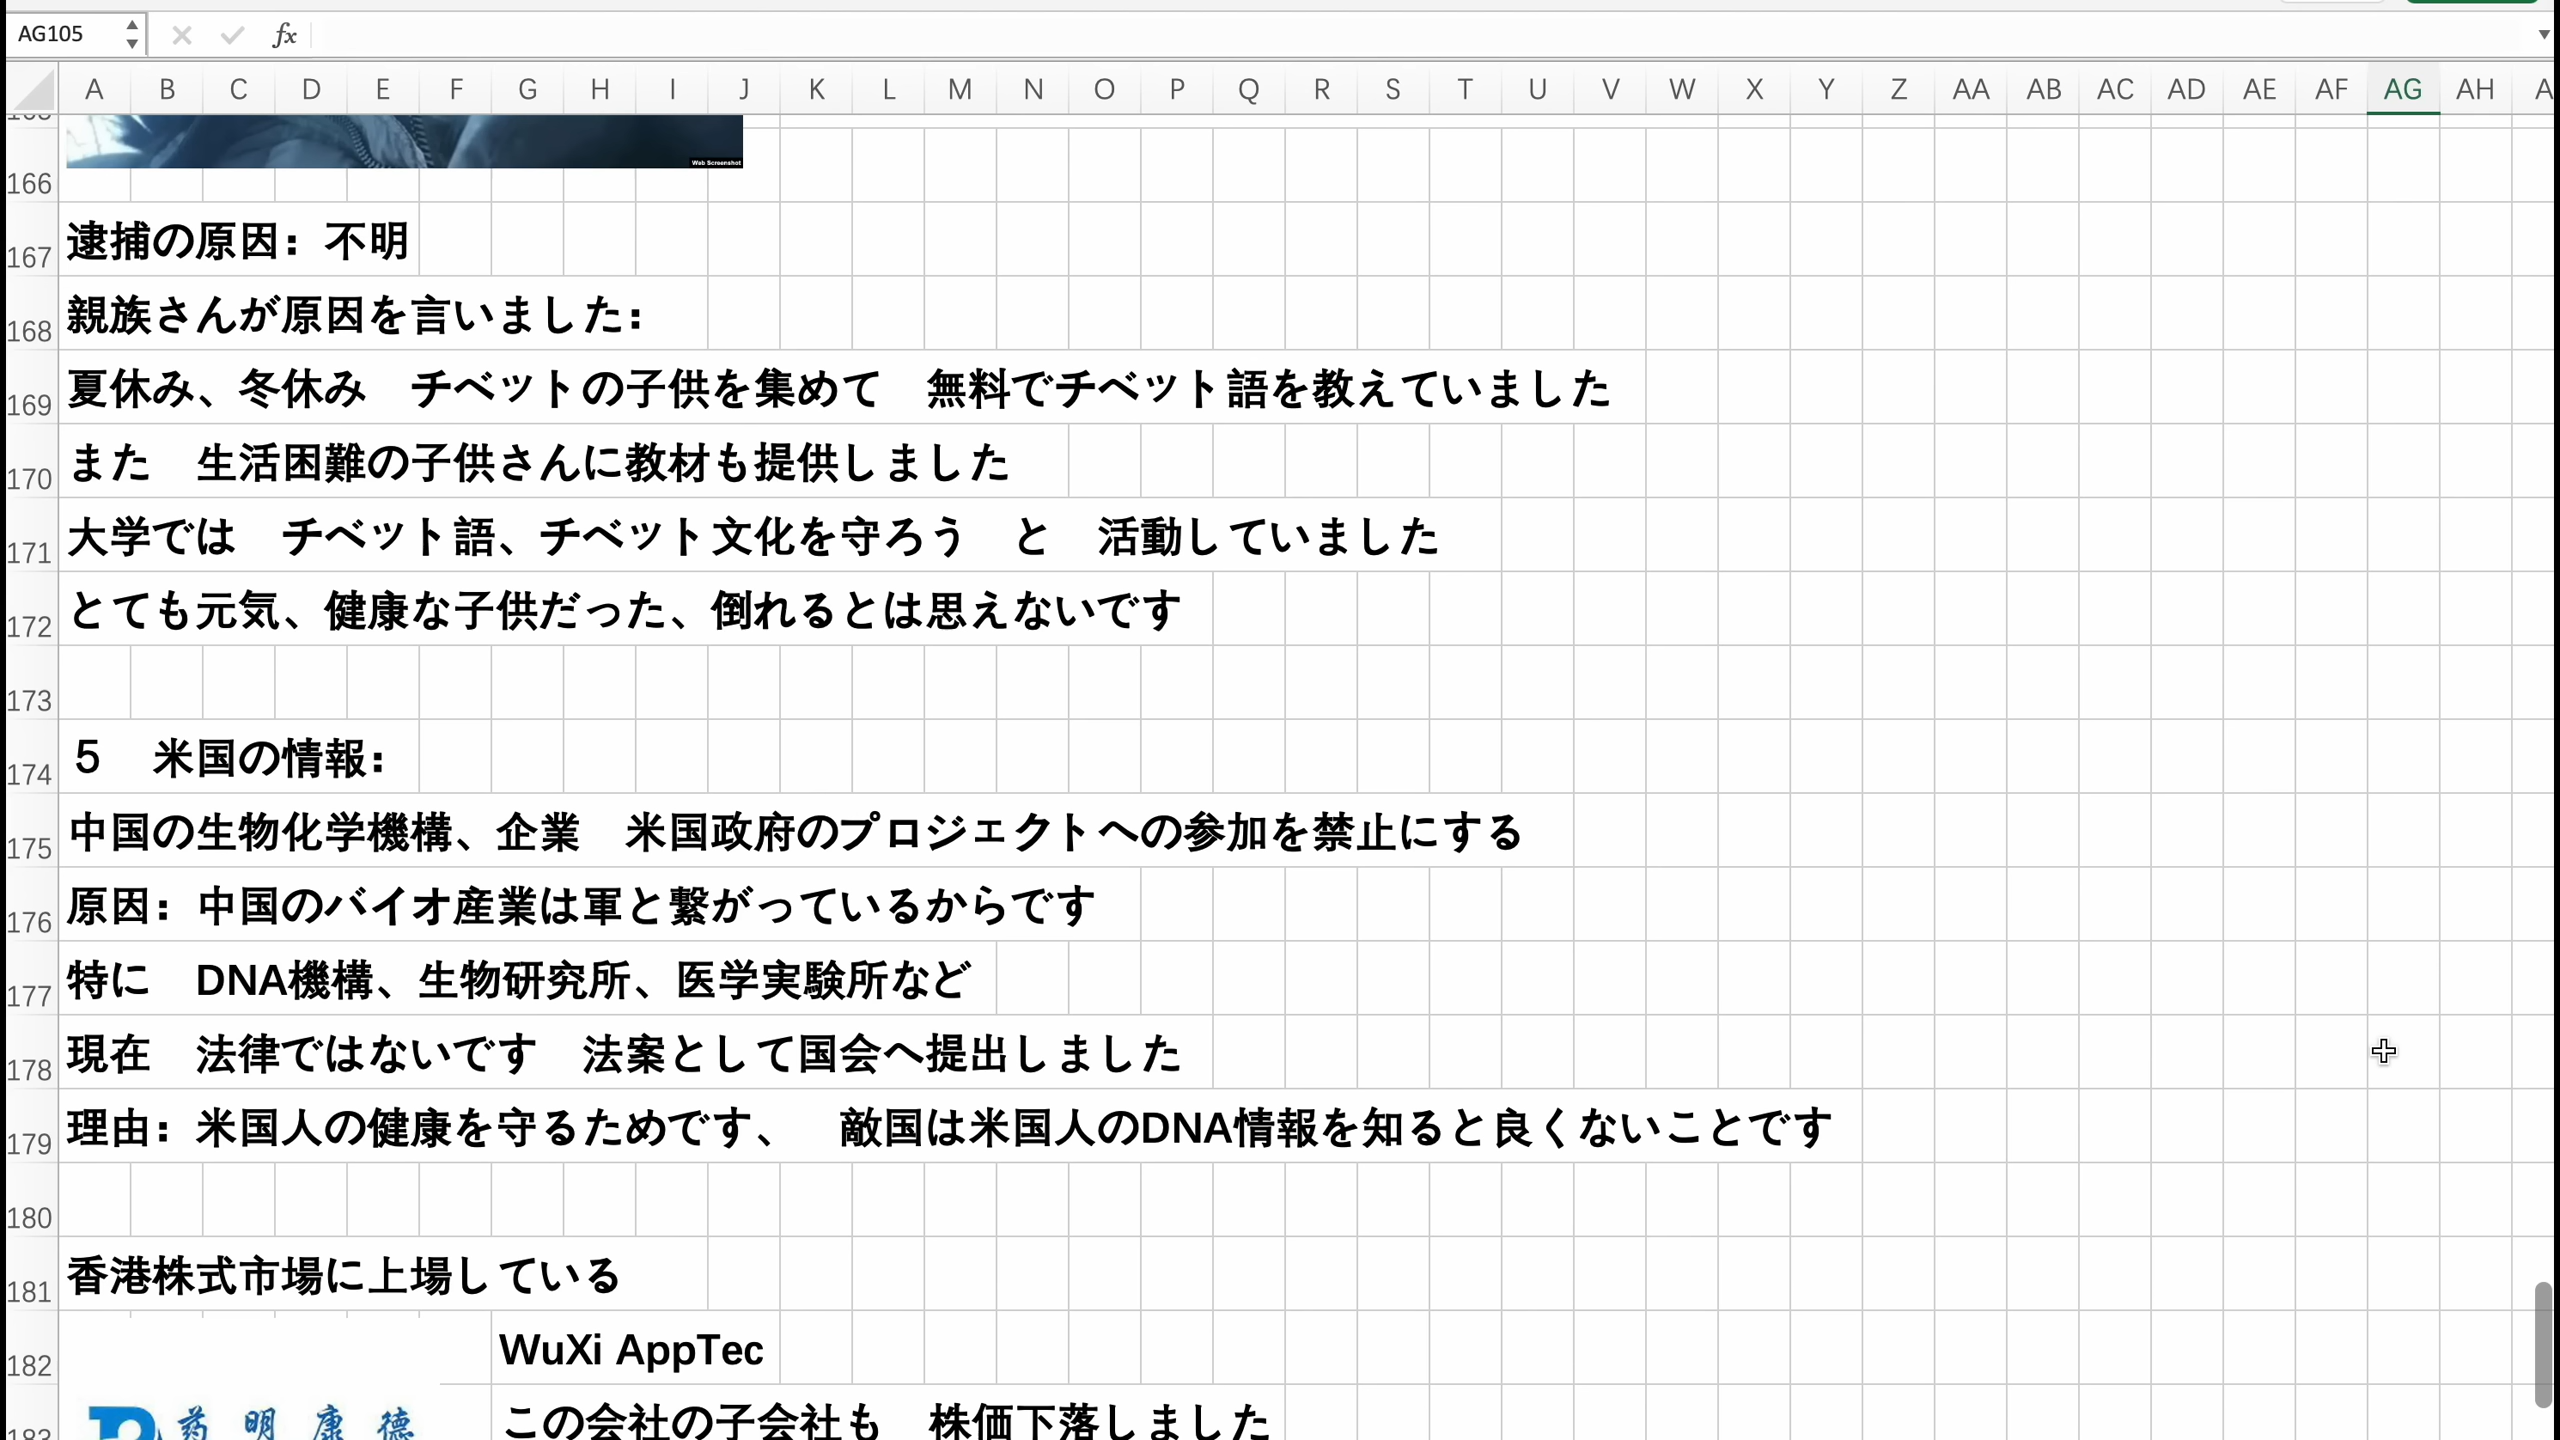 AG105
fx
A B C D E F G H I J K L M N O P Q R S T U V W X Y Z AA AB AC AD AE AF AG AH
Web Screenshot
166
167 逮捕の原因：不明
168 親族さんが原因を言いました：
169 夏休み、冬休み　チベットの子供を集めて　無料でチベット語を教えていました
170 また　生活困難の子供さんに教材も提供しました
171 大学では　チベット語、チベット文化を守ろう　と　活動していました
172 とても元気、健康な子供だった、倒れるとは思えないです
173
174 5　米国の情報：
175 中国の生物化学機構、企業　米国政府のプロジェクトへの参加を禁止にする
176 原因：中国のバイオ産業は軍と繋がっているからです
177 特に　DNA機構、生物研究所、医学実験所など
178 現在　法律ではないです　法案として国会へ提出しました
179 理由：米国人の健康を守るためです、　敵国は米国人のDNA情報を知ると良くないことです
180
181 香港株式市場に上場している
182 WuXi AppTec
183 药明康德 この会社の子会社も　株価下落しました